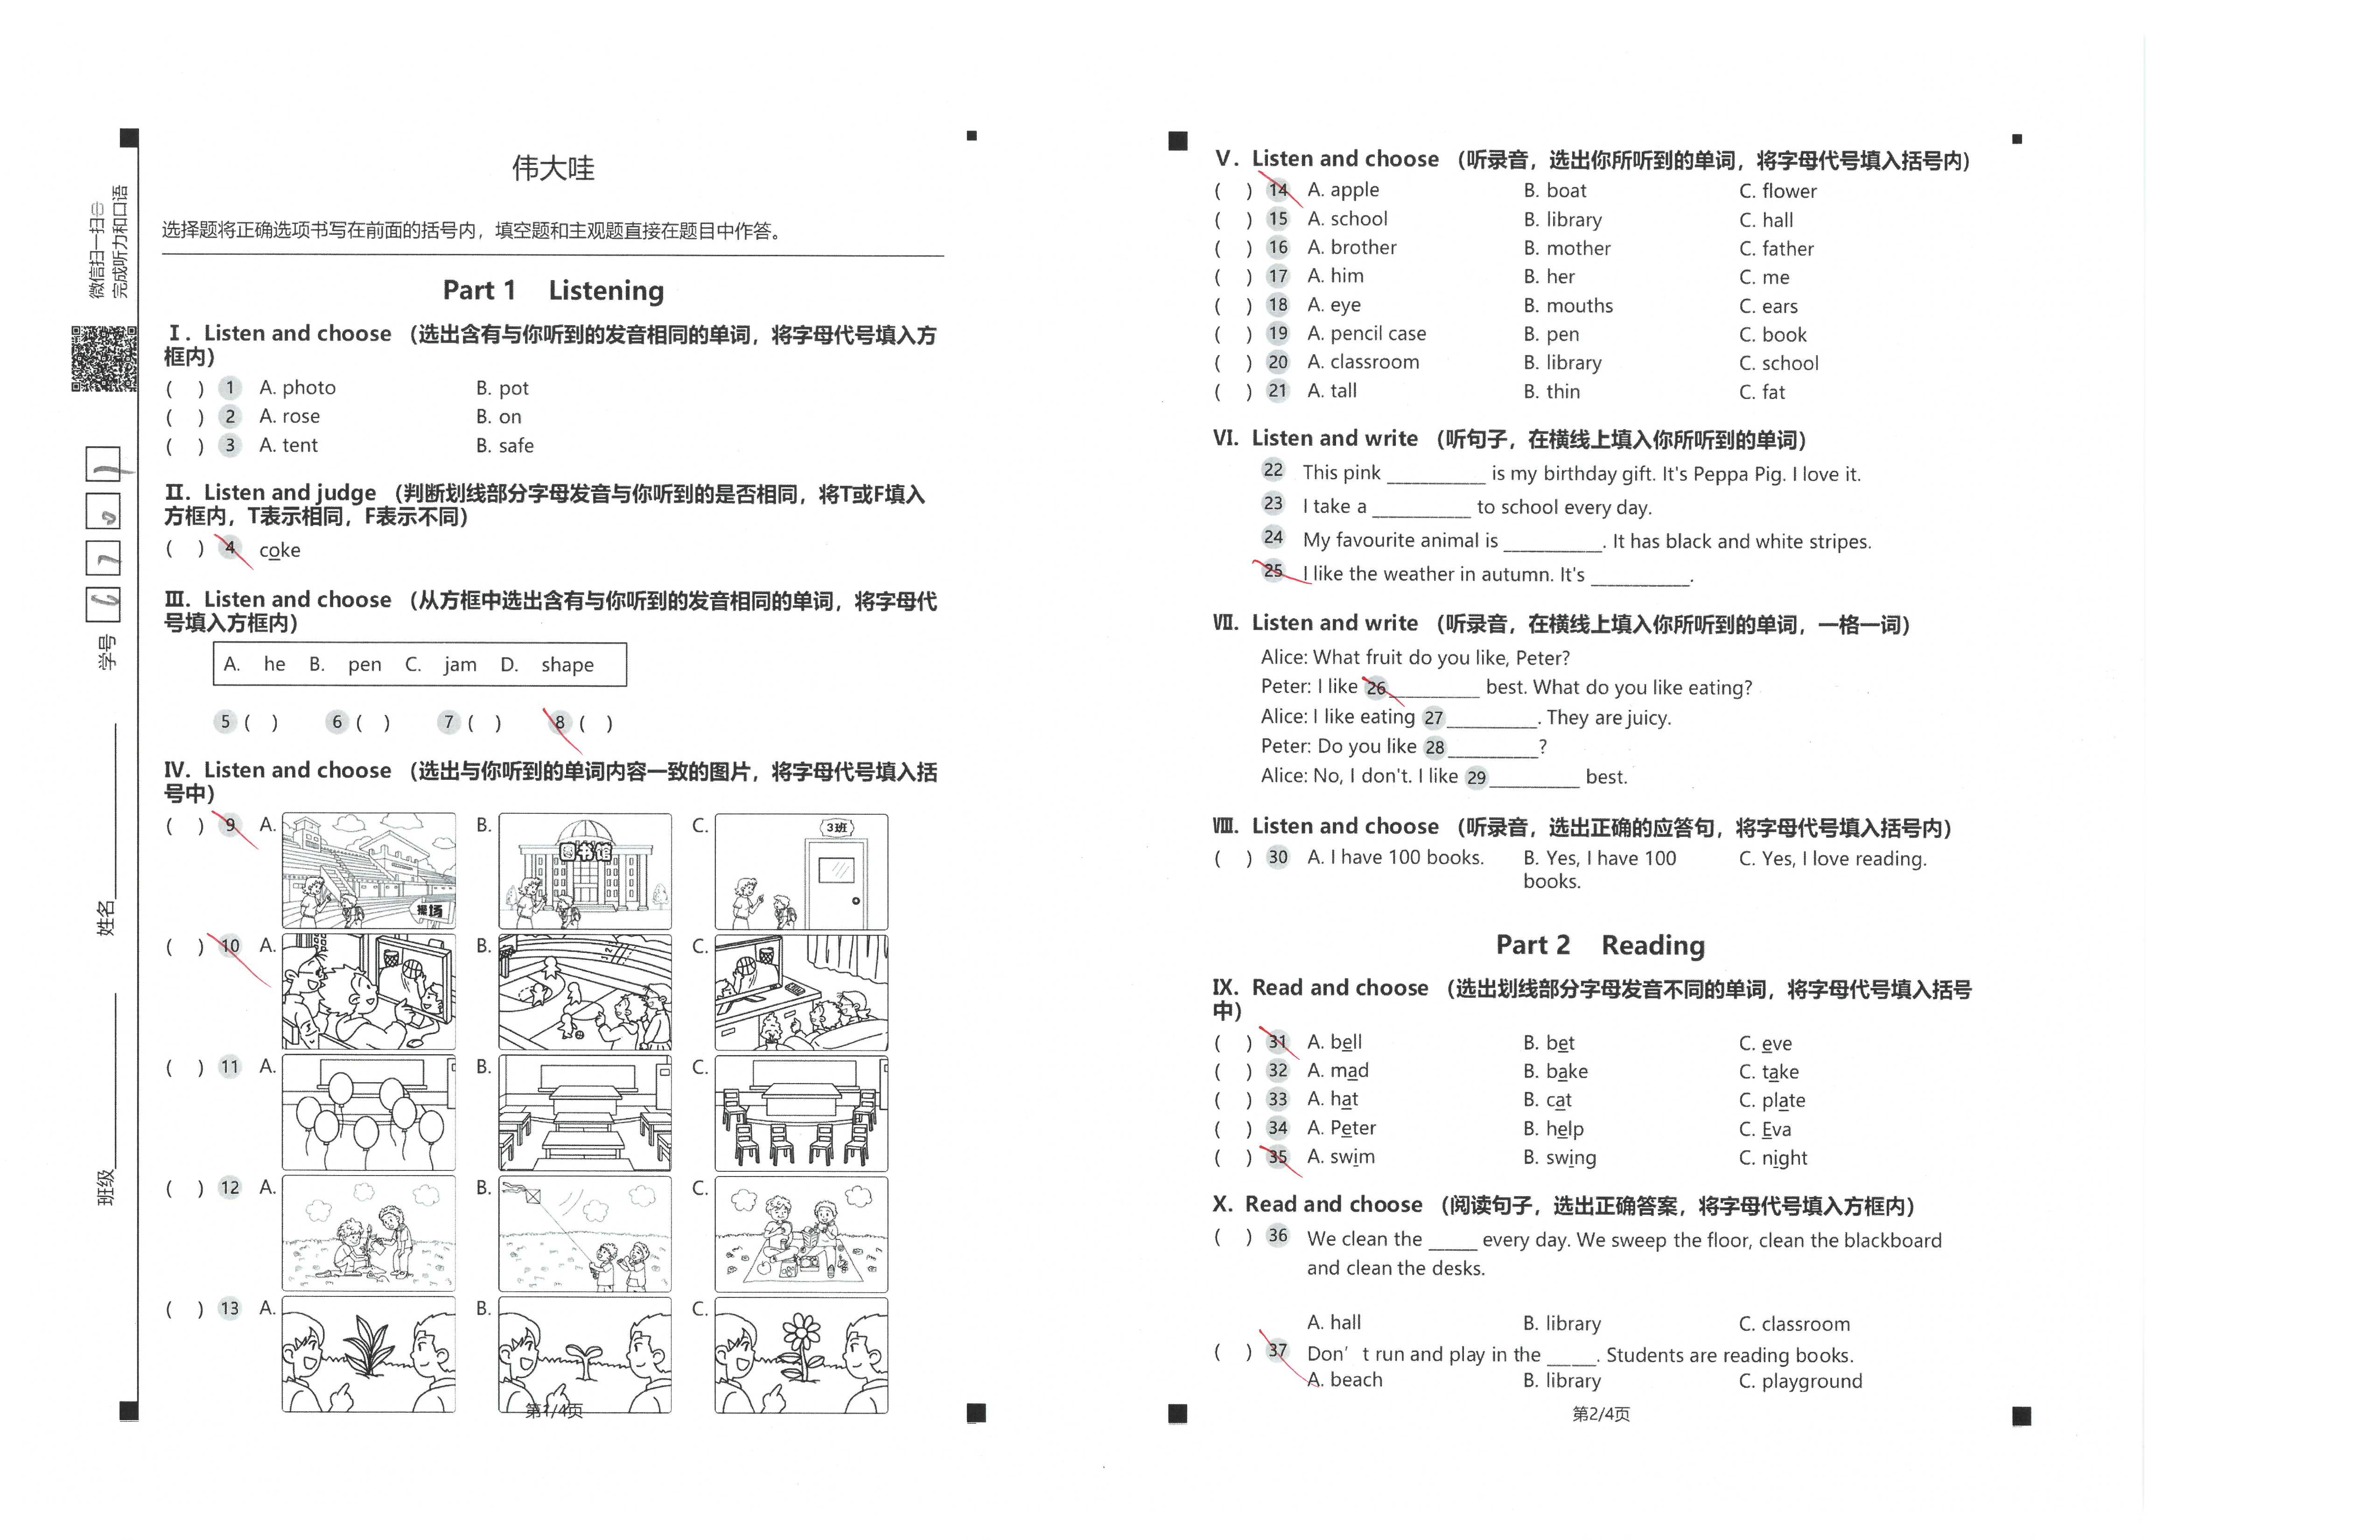 微信扫一扫
完成听力和口语
学号
姓名
班级
伟大哇
选择题将正确选项书写在前面的括号内，填空题和主观题直接在题目中作答。
Part 1 Listening
Ⅰ. Listen and choose （选出含有与你听到的发音相同的单词，将字母代号填入方
框内）
( ) 1 A. photo B. pot
( ) 2 A. rose B. on
( ) 3 A. tent B. safe
Ⅱ. Listen and judge （判断划线部分字母发音与你听到的是否相同，将T或F填入
方框内，T表示相同，F表示不同）
( ) 4 coke
Ⅲ. Listen and choose （从方框中选出含有与你听到的发音相同的单词，将字母代
号填入方框内）
A. he B. pen C. jam D. shape
5 ( ) 6 ( ) 7 ( ) 8 ( )
Ⅳ. Listen and choose （选出与你听到的单词内容一致的图片，将字母代号填入括
号中）
( ) 9 A. B. C.
操场
图书馆
3班
( ) 10 A. B. C.
( ) 11 A. B. C.
( ) 12 A. B. C.
( ) 13 A. B. C.
第1/4页
Ⅴ. Listen and choose （听录音，选出你所听到的单词，将字母代号填入括号内）
( ) 14 A. apple B. boat C. flower
( ) 15 A. school B. library C. hall
( ) 16 A. brother B. mother C. father
( ) 17 A. him B. her C. me
( ) 18 A. eye B. mouths C. ears
( ) 19 A. pencil case B. pen C. book
( ) 20 A. classroom B. library C. school
( ) 21 A. tall B. thin C. fat
Ⅵ. Listen and write （听句子，在横线上填入你所听到的单词）
22 This pink _________ is my birthday gift. It's Peppa Pig. I love it.
23 I take a _________ to school every day.
24 My favourite animal is _________. It has black and white stripes.
25 I like the weather in autumn. It's _________.
Ⅶ. Listen and write （听录音，在横线上填入你所听到的单词，一格一词）
Alice: What fruit do you like, Peter?
Peter: I like 26 ________ best. What do you like eating?
Alice: I like eating 27 ________. They are juicy.
Peter: Do you like 28 ________?
Alice: No, I don't. I like 29 ________ best.
Ⅷ. Listen and choose （听录音，选出正确的应答句，将字母代号填入括号内）
( ) 30 A. I have 100 books. B. Yes, I have 100 C. Yes, I love reading.
books.
Part 2 Reading
Ⅸ. Read and choose （选出划线部分字母发音不同的单词，将字母代号填入括号
中）
( ) 31 A. bell B. bet C. eve
( ) 32 A. mad B. bake C. take
( ) 33 A. hat B. cat C. plate
( ) 34 A. Peter B. help C. Eva
( ) 35 A. swim B. swing C. night
Ⅹ. Read and choose （阅读句子，选出正确答案，将字母代号填入方框内）
( ) 36 We clean the _____ every day. We sweep the floor, clean the blackboard
and clean the desks.
A. hall B. library C. classroom
( ) 37 Don't run and play in the _____. Students are reading books.
A. beach B. library C. playground
第2/4页